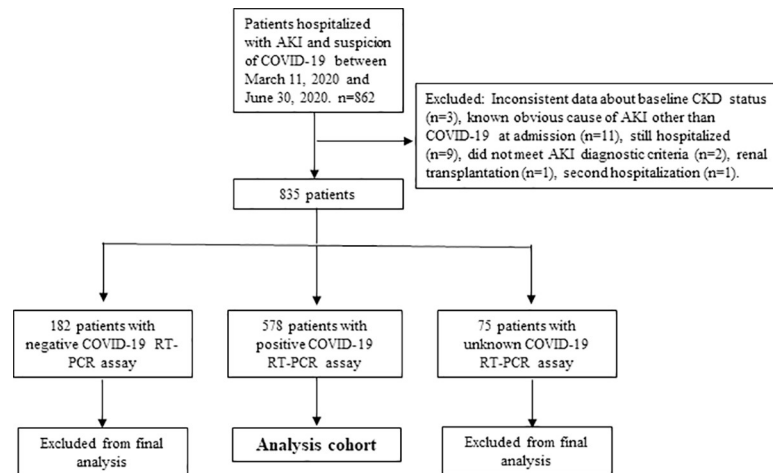 Patients hospitalized
with AKI and suspicion
of COVID-19 between
March 11, 2020 and
June 30, 2020. n=862
Excluded: Inconsistent data about baseline CKD status
(n=3), known obvious cause of AKI other than
COVID-19 at admission (n=11), still hospitalized
(n=9), did not meet AKI diagnostic criteria (n=2), renal
transplantation (n=1), second hospitalization (n=1).
835 patients
182 patients with
negative COVID-19 RT-
PCR assay
578 patients with
positive COVID-19
RT-PCR assay
75 patients with
unknown COVID-19
RT-PCR assay
Excluded from final
analysis
Analysis cohort
Excluded from final
analysis